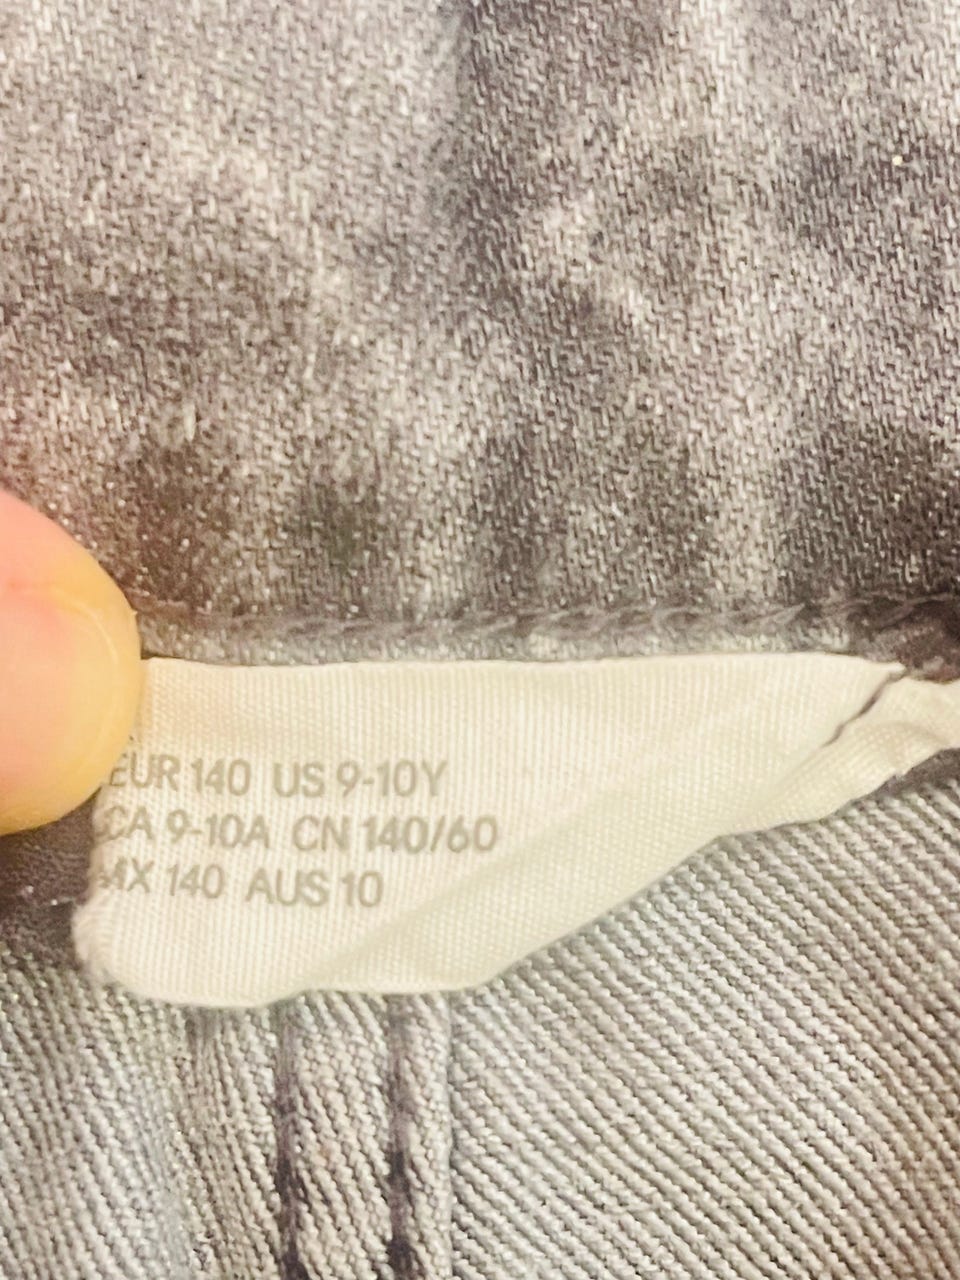 EUR 140 US 9-10Y
CA 9-10A CN 140/60
MX 140 AUS 10